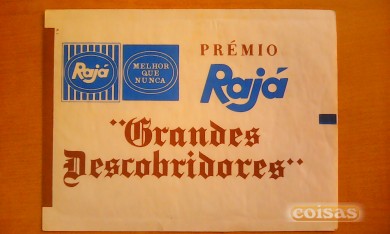 Rajá
MELHOR
QUE
NUNCA
PRÉMIO
Rajá
"Grandes
Descobridores"
coisas